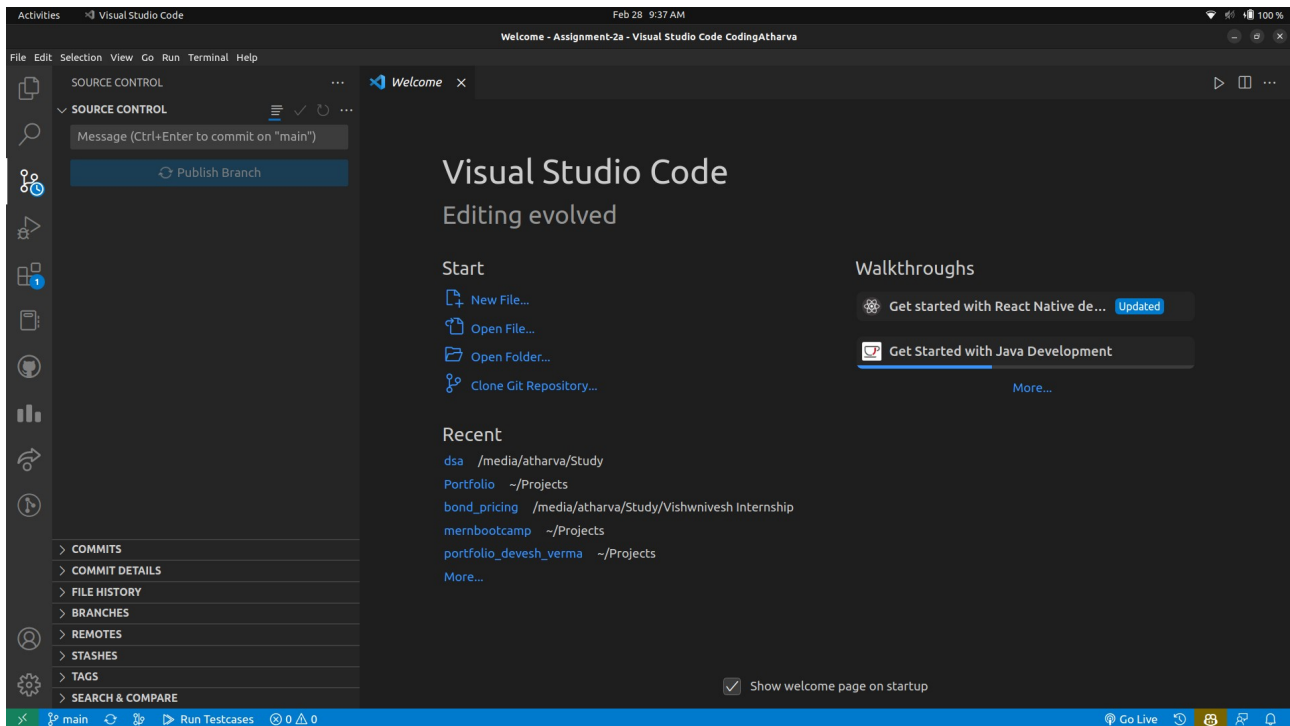 Activities Visual Studio Code Feb 28 9:37 AM 100 %
Welcome - Assignment-2a - Visual Studio Code CodingAtharva
File Edit Selection View Go Run Terminal Help
SOURCE CONTROL
SOURCE CONTROL
Message (Ctrl+Enter to commit on "main")
Publish Branch
1
COMMITS
COMMIT DETAILS
FILE HISTORY
BRANCHES
REMOTES
STASHES
TAGS
SEARCH & COMPARE
Welcome
Visual Studio Code
Editing evolved
Start
New File...
Open File...
Open Folder...
Clone Git Repository...
Recent
dsa /media/atharva/Study
Portfolio ~/Projects
bond_pricing /media/atharva/Study/Vishwnivesh Internship
mernbootcamp ~/Projects
portfolio_devesh_verma ~/Projects
More...
Walkthroughs
Get started with React Native de... Updated
Get Started with Java Development
More...
Show welcome page on startup
main Run Testcases 0 0 Go Live